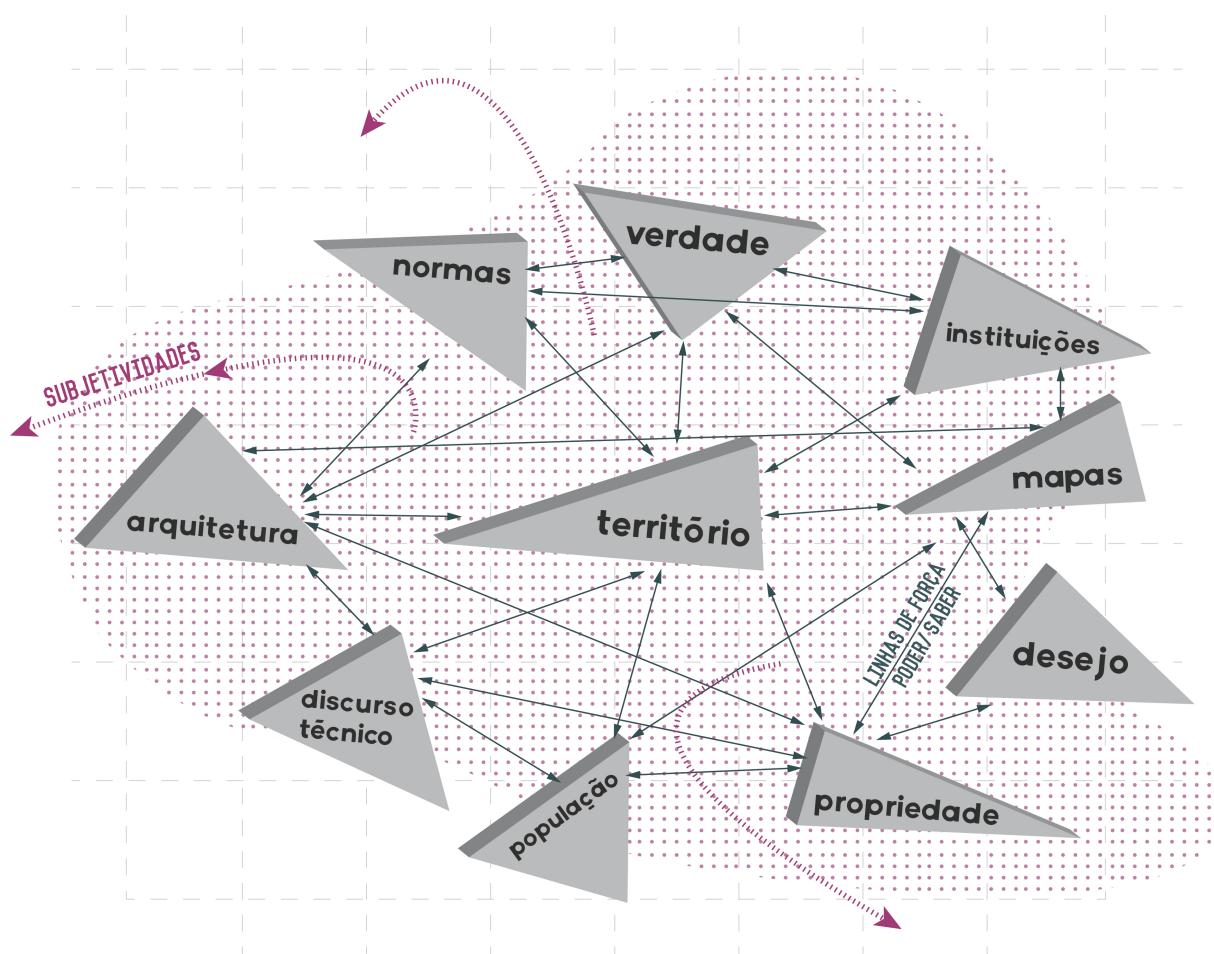 verdade
normas
instituições
SUBJETIVIDADES
mapas
arquitetura
território
LINHAS DE FORÇA
PODER/ SABER
desejo
discurso
técnico
população
propriedade